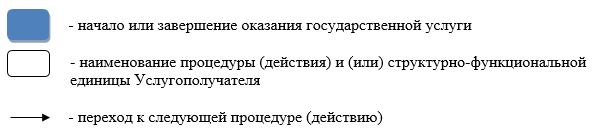 - начало или завершение оказания государственной услуги
- наименование процедуры (действия) и (или) структурно-функциональной
единицы Услугополучателя
- переход к следующей процедуре (действию)